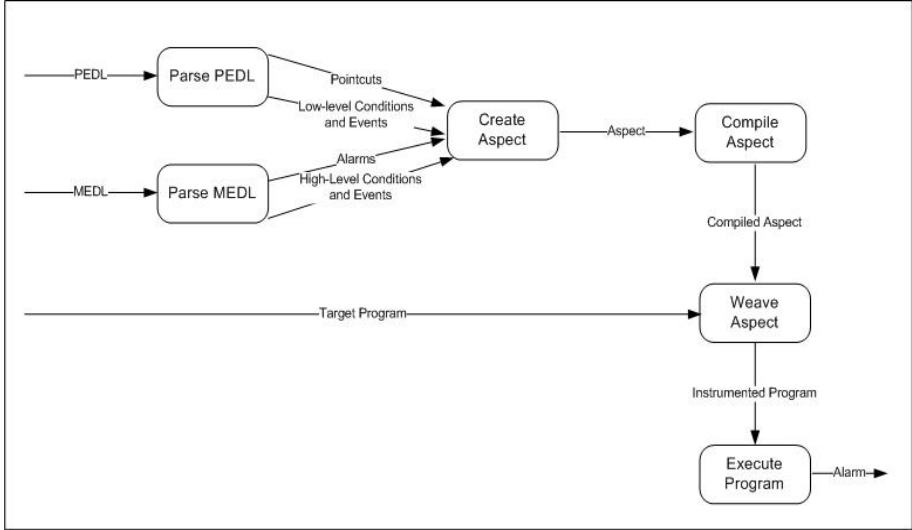 PEDL
Parse PEDL
Pointcuts
Low-level Conditions
and Events
Create
Aspect
Aspect
Compile
Aspect
MEDL
Parse MEDL
Alarms
High-Level Conditions
and Events
Compiled Aspect
Target Program
Weave
Aspect
Instrumented Program
Execute
Program
Alarm